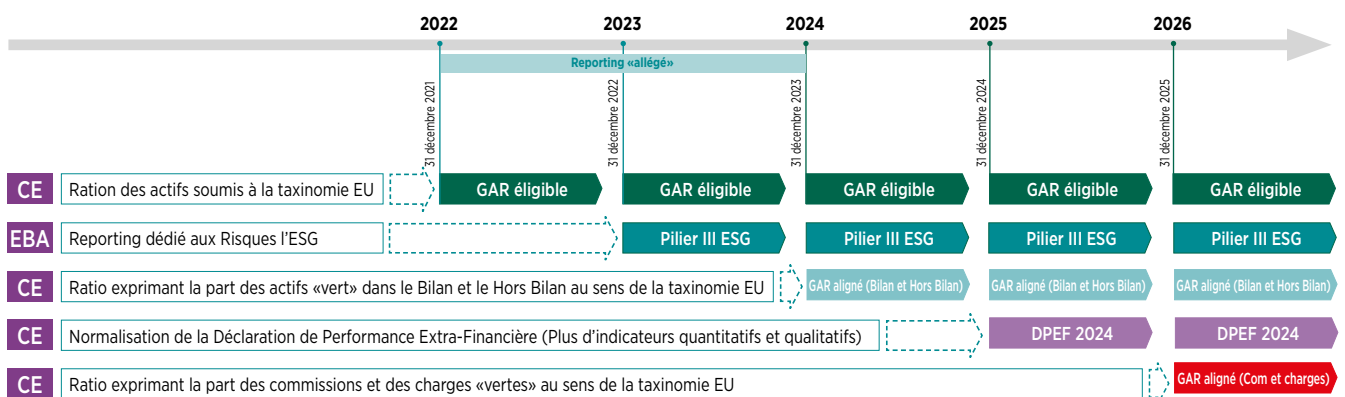 2022 2023 2024 2025 2026
Reporting «allégé»
31 décembre 2021
31 décembre 2022
31 décembre 2023
31 décembre 2024
31 décembre 2025
CE Ration des actifs soumis à la taxinomie EU GAR éligible GAR éligible GAR éligible GAR éligible GAR éligible
EBA Reporting dédié aux Risques l’ESG Pilier III ESG Pilier III ESG Pilier III ESG Pilier III ESG
CE Ratio exprimant la part des actifs «vert» dans le Bilan et le Hors Bilan au sens de la taxinomie EU GAR aligné (Bilan et Hors Bilan) GAR aligné (Bilan et Hors Bilan) GAR aligné (Bilan et Hors Bilan)
CE Normalisation de la Déclaration de Performance Extra-Financière (Plus d’indicateurs quantitatifs et qualitatifs) DPEF 2024 DPEF 2024
CE Ratio exprimant la part des commissions et des charges «vertes» au sens de la taxinomie EU GAR aligné (Com et charges)